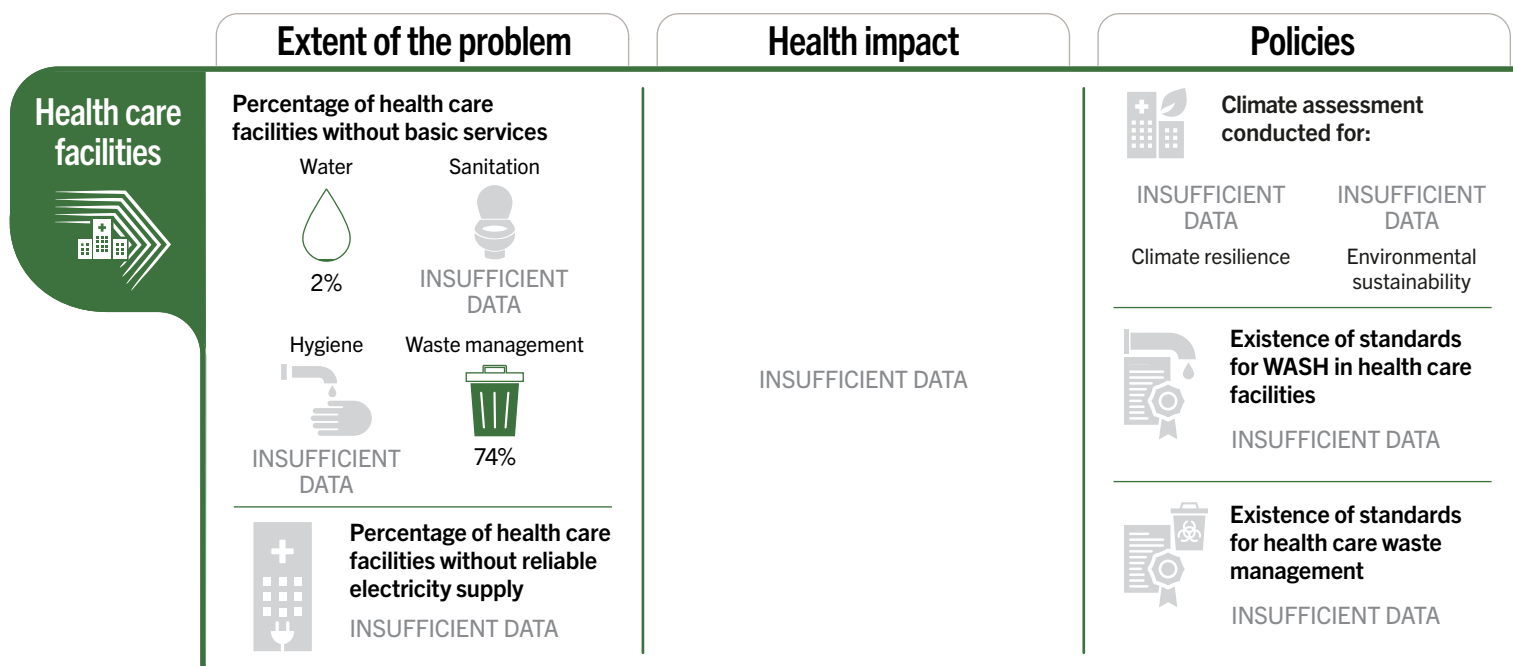 Extent of the problem
Health impact
Policies
Health care
facilities
Percentage of health care
facilities without basic services
Water
Sanitation
2%
INSUFFICIENT
DATA
Hygiene
Waste management
INSUFFICIENT
DATA
74%
Percentage of health care
facilities without reliable
electricity supply
INSUFFICIENT DATA
INSUFFICIENT DATA
Climate assessment
conducted for:
INSUFFICIENT
DATA
Climate resilience
INSUFFICIENT
DATA
Environmental
sustainability
Existence of standards
for WASH in health care
facilities
INSUFFICIENT DATA
Existence of standards
for health care waste
management
INSUFFICIENT DATA